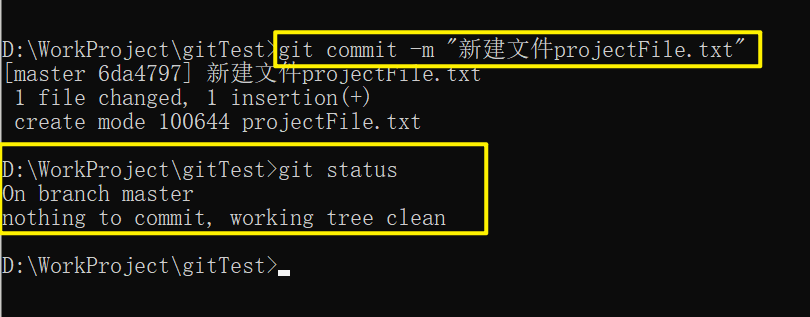 D:\WorkProject\gitTest>git commit -m "新建文件projectFile.txt"
[master 6da4797] 新建文件projectFile.txt
 1 file changed, 1 insertion(+)
 create mode 100644 projectFile.txt
D:\WorkProject\gitTest>git status
On branch master
nothing to commit, working tree clean
D:\WorkProject\gitTest>